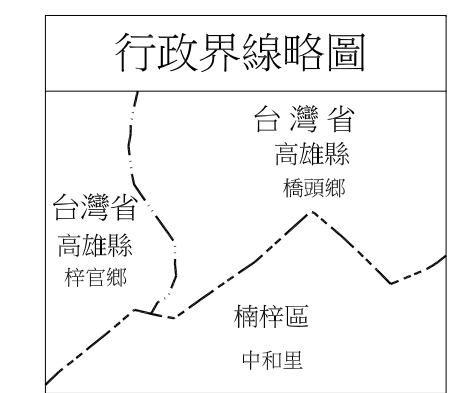 行政界線略圖
台灣省
高雄縣
橋頭鄉
台灣省
高雄縣
梓官鄉
楠梓區
中和里